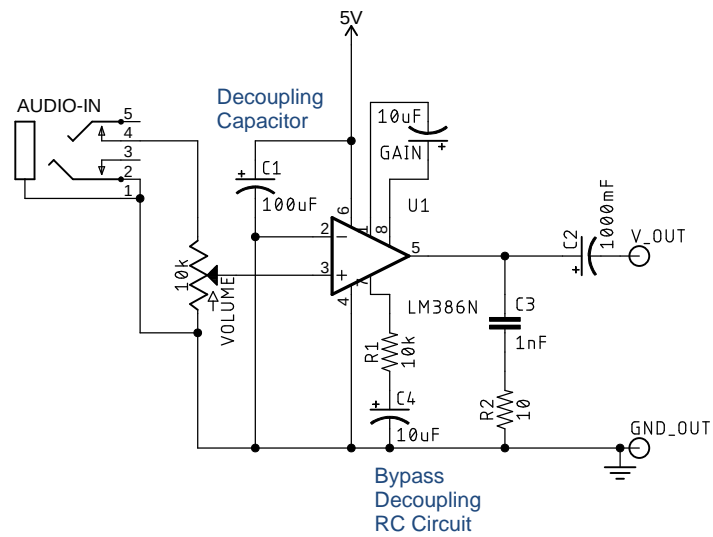 5V
AUDIO-IN
5
4
3
2
1
Decoupling
Capacitor
10uF
GAIN
+
+ C1
100uF
6
1
8
U1
2 -
3 +
5
4
7
LM386N
10k
VOLUME
R1
10k
+ C4
10uF
C3
1nF
R2
10
C2
+
1000mF
V_OUT
GND_OUT
Bypass
Decoupling
RC Circuit